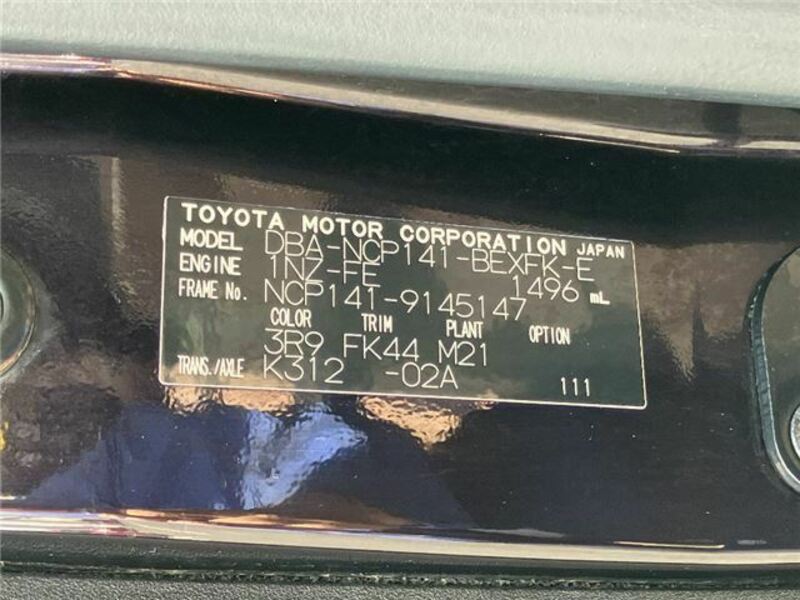 TOYOTA MOTOR CORPORATION JAPAN
MODEL DBA-NCP141-BEXFK-E
ENGINE 1NZ-FE 1496 mL
FRAME No. NCP141-9145147
COLOR TRIM PLANT OPTION
3R9 FK44 M21
TRANS./AXLE K312 -02A 111